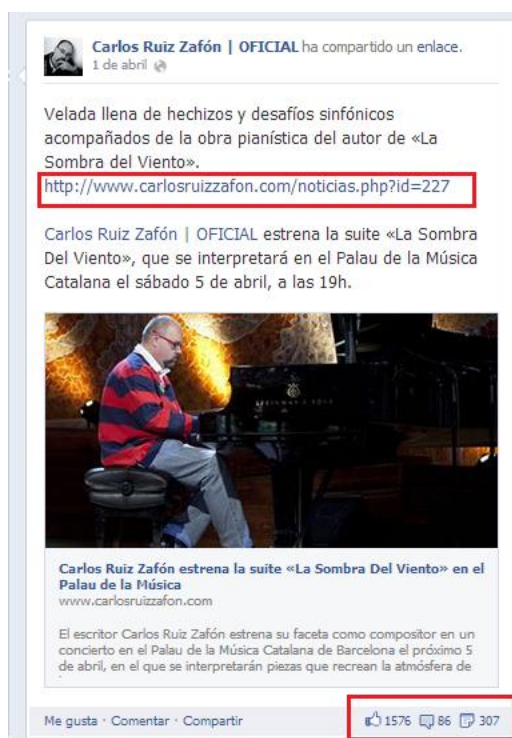 Carlos Ruiz Zafón | OFICIAL ha compartido un enlace.
1 de abril
Velada llena de hechizos y desafíos sinfónicos
acompañados de la obra pianística del autor de «La
Sombra del Viento».
http://www.carlosruizzafon.com/noticias.php?id=227
Carlos Ruiz Zafón | OFICIAL estrena la suite «La Sombra
Del Viento», que se interpretará en el Palau de la Música
Catalana el sábado 5 de abril, a las 19h.
STEINWAY & SONS
Carlos Ruiz Zafón estrena la suite «La Sombra Del Viento» en el
Palau de la Música
www.carlosruizzafon.com
El escritor Carlos Ruiz Zafón estrena su faceta como compositor en un
concierto en el Palau de la Música Catalana de Barcelona el próximo 5
de abril, en el que se interpretarán piezas que recrean la atmósfera de
Me gusta · Comentar · Compartir 1576 86 307